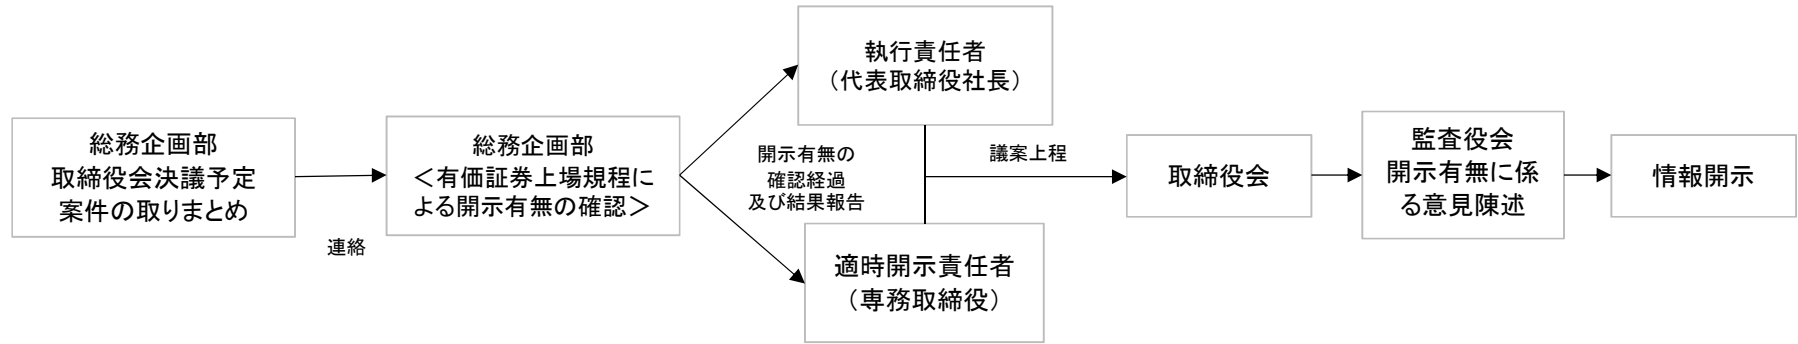 総務企画部
取締役会決議予定
案件の取りまとめ
連絡
総務企画部
＜有価証券上場規程に
よる開示有無の確認＞
執行責任者
（代表取締役社長）
開示有無の
確認経過
及び結果報告
適時開示責任者
（専務取締役）
議案上程
取締役会
監査役会
開示有無に係
る意見陳述
情報開示